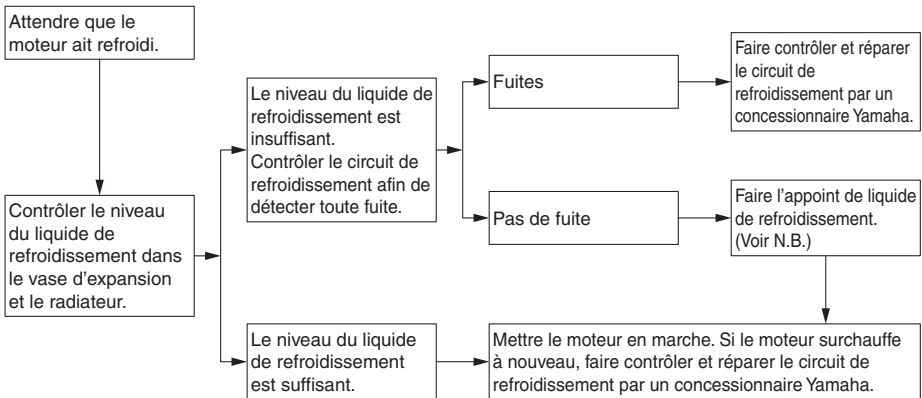 Attendre que le
moteur ait refroidi.
Contrôler le niveau
du liquide de
refroidissement dans
le vase d'expansion
et le radiateur.
Le niveau du liquide de
refroidissement est
insuffisant.
Contrôler le circuit de
refroidissement afin de
détecter toute fuite.
Fuites
Faire contrôler et réparer
le circuit de
refroidissement par un
concessionnaire Yamaha.
Pas de fuite
Faire l'appoint de liquide
de refroidissement.
(Voir N.B.)
Le niveau du liquide
de refroidissement
est suffisant.
Mettre le moteur en marche. Si le moteur surchauffe
à nouveau, faire contrôler et réparer le circuit de
refroidissement par un concessionnaire Yamaha.